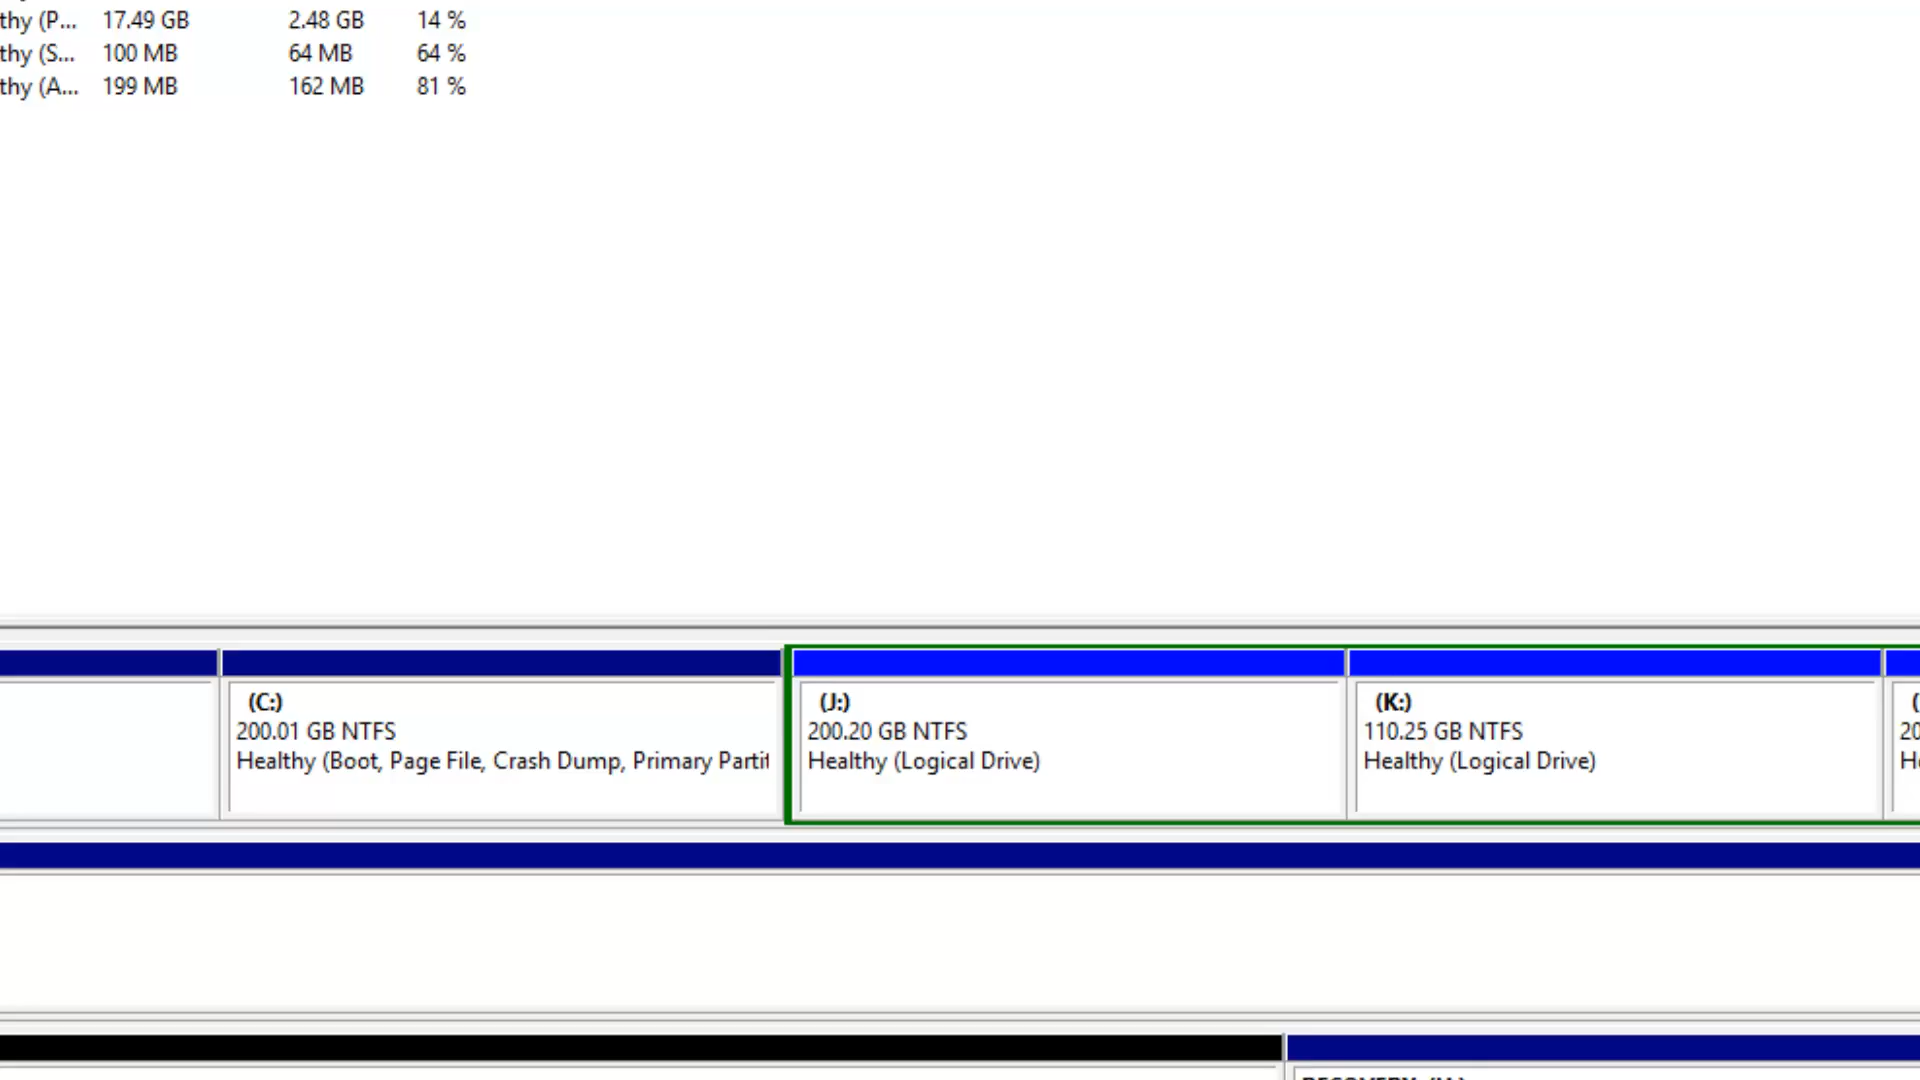 thy (P... 17.49 GB 2.48 GB 14 %
thy (S... 100 MB 64 MB 64 %
thy (A... 199 MB 162 MB 81 %
(C:)
200.01 GB NTFS
Healthy (Boot, Page File, Crash Dump, Primary Partit
(J:)
200.20 GB NTFS
Healthy (Logical Drive)
(K:)
110.25 GB NTFS
Healthy (Logical Drive)
(
20
H
RECOVERY